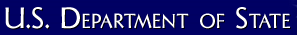 U.S. Department of State